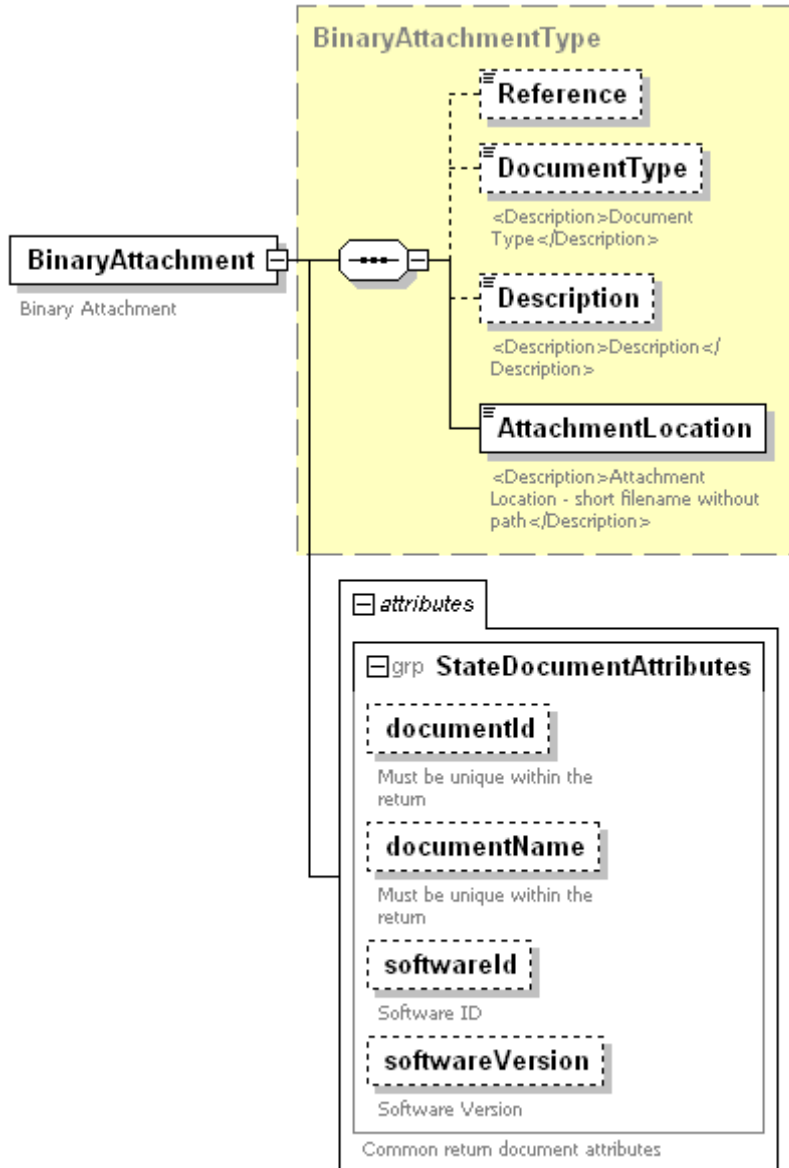 BinaryAttachmentType
Reference
DocumentType
<Description>Document
Type</Description>
BinaryAttachment
Binary Attachment
Description
<Description>Description</
Description>
AttachmentLocation
<Description>Attachment
Location - short filename without
path</Description>
attributes
grp StateDocumentAttributes
documentId
Must be unique within the
return
documentName
Must be unique within the
return
softwareId
Software ID
softwareVersion
Software Version
Common return document attributes